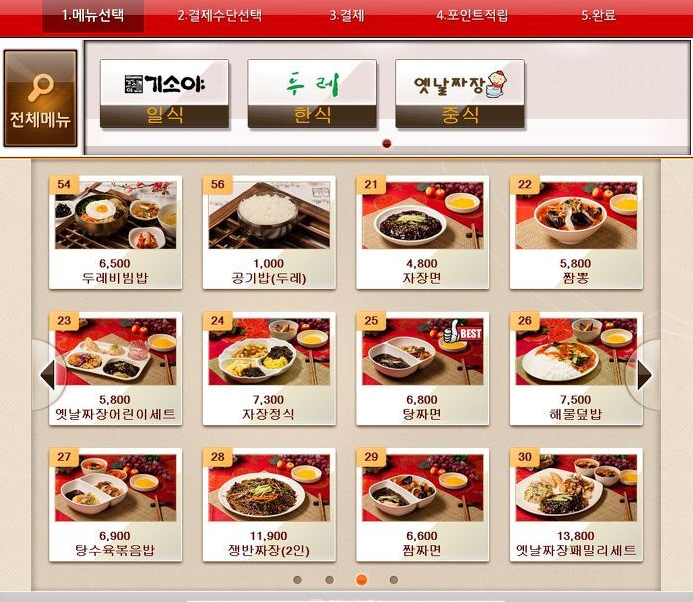 1.메뉴선택
2.결제수단선택
3.결제
4.포인트적립
5.완료
전체메뉴
기소야
일식
두레
한식
옛날짜장
중식
54
6,500
두레비빔밥
56
1,000
공기밥(두레)
21
4,800
자장면
22
5,800
짬뽕
23
5,800
옛날짜장어린이세트
24
7,300
자장정식
25
BEST
6,800
탕짜면
26
7,500
해물덮밥
27
6,900
탕수육볶음밥
28
11,900
쟁반짜장(2인)
29
6,600
짬짜면
30
13,800
옛날짜장패밀리세트